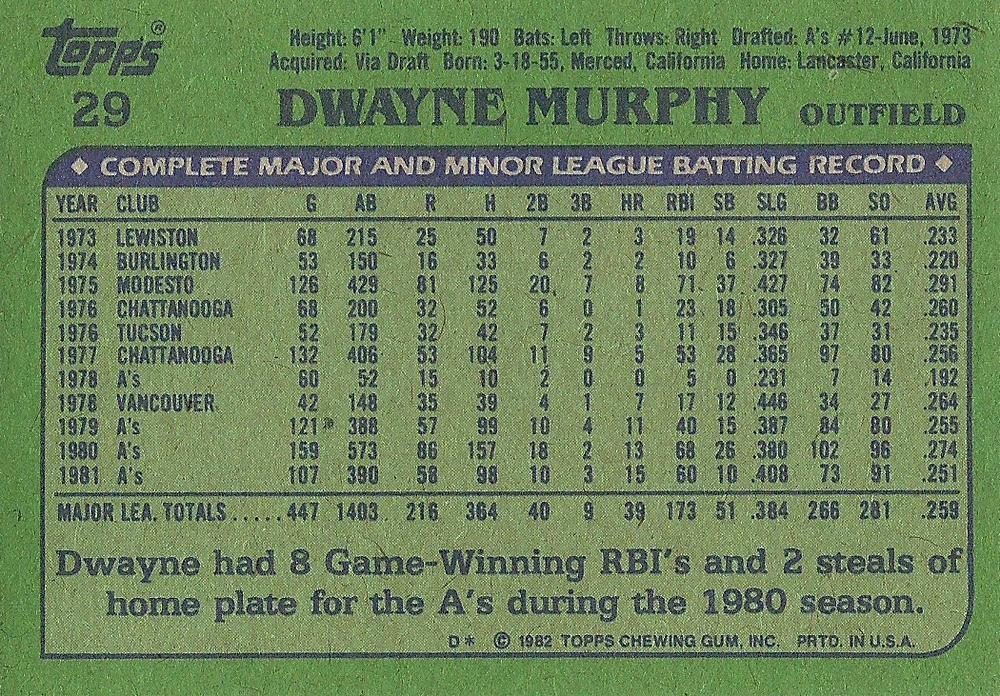 topps®
Height: 6'1" Weight: 190 Bats: Left Throws: Right Drafted: A's #12-June, 1973
Acquired: Via Draft Born: 3-18-55, Merced, California Home: Lancaster, California
29 DWAYNE MURPHY OUTFIELD
◆ COMPLETE MAJOR AND MINOR LEAGUE BATTING RECORD ◆
YEAR CLUB G AB R H 2B 3B HR RBI SB SLG BB SO AVG
1973 LEWISTON 68 215 25 50 7 2 3 19 14 .326 32 61 .233
1974 BURLINGTON 53 150 16 33 6 2 2 10 6 .327 39 33 .220
1975 MODESTO 126 429 81 125 20 7 8 71 37 .427 74 82 .291
1976 CHATTANOOGA 68 200 32 52 6 0 1 23 18 .305 50 42 .260
1976 TUCSON 52 179 32 42 7 2 3 11 15 .346 37 31 .235
1977 CHATTANOOGA 132 406 53 104 11 9 5 53 28 .365 97 80 .256
1978 A's 60 52 15 10 2 0 0 5 0 .231 7 14 .192
1978 VANCOUVER 42 148 35 39 4 1 7 17 12 .446 34 27 .264
1979 A's 121 388 57 99 10 4 11 40 15 .387 84 80 .255
1980 A's 159 573 86 157 18 2 13 68 26 .380 102 96 .274
1981 A's 107 390 58 98 10 3 15 60 10 .408 73 91 .251
MAJOR LEA. TOTALS.....447 1403 216 364 40 9 39 173 51 .384 266 281 .259
Dwayne had 8 Game-Winning RBI's and 2 steals of
home plate for the A's during the 1980 season.
D* © 1982 TOPPS CHEWING GUM, INC. PRTD. IN U.S.A.